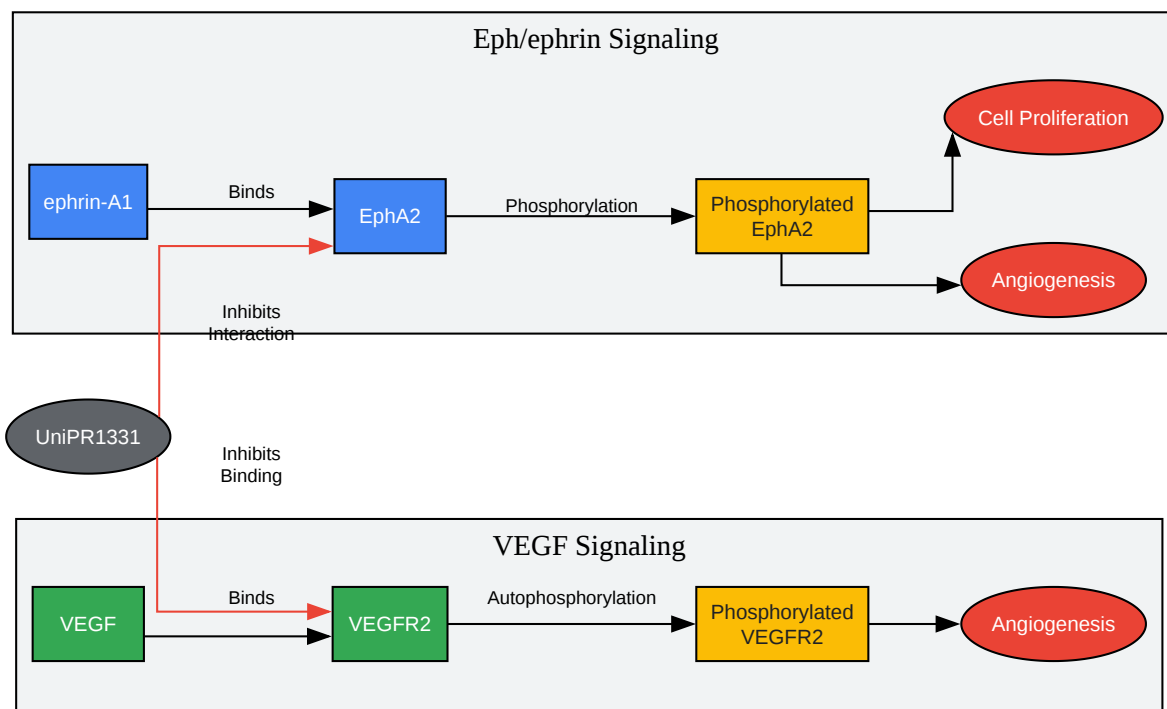 Eph/ephrin Signaling
Cell Proliferation
ephrin-A1
Binds
EphA2
Phosphorylation
Phosphorylated
EphA2
Angiogenesis
Inhibits
Interaction
UniPR1331
Inhibits
Binding
VEGF Signaling
VEGF
Binds
VEGFR2
Autophosphorylation
Phosphorylated
VEGFR2
Angiogenesis